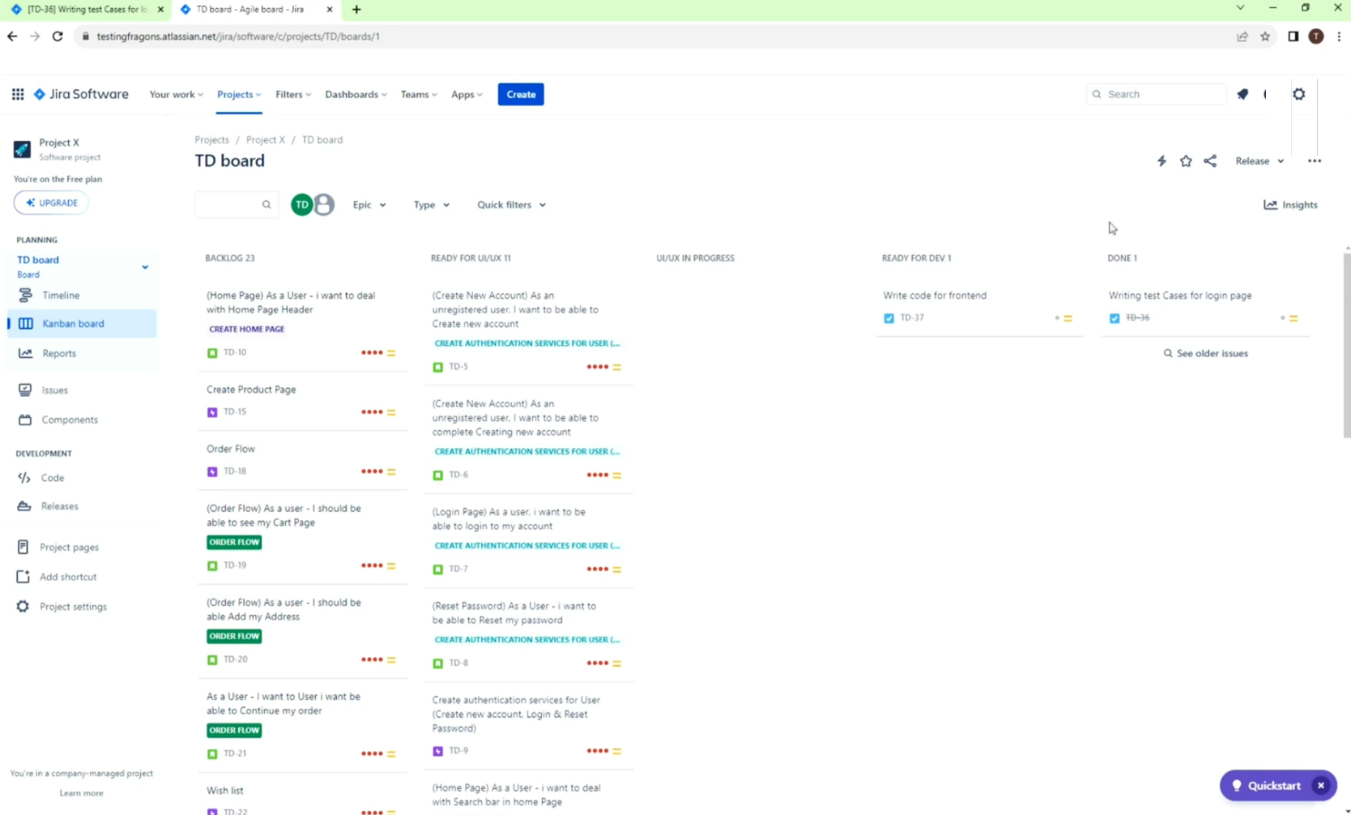 [TD-36] Writing test Cases for lo
TD board - Agile board - Jira
testingfragons.atlassian.net/jira/software/c/projects/TD/boards/1
T
Jira Software
Your work
Projects
Filters
Dashboards
Teams
Apps
Create
Search
Project X
Software project
You're on the Free plan
UPGRADE
PLANNING
TD board
Board
Timeline
Kanban board
Reports
Issues
Components
DEVELOPMENT
Code
Releases
Project pages
Add shortcut
Project settings
You're in a company-managed project
Learn more
Projects / Project X / TD board
TD board
Release
TD
Epic
Type
Quick filters
Insights
BACKLOG 23
(Home Page) As a User - i want to deal
with Home Page Header
CREATE HOME PAGE
TD-10
Create Product Page
TD-15
Order Flow
TD-18
(Order Flow) As a user - I should be
able to see my Cart Page
ORDER FLOW
TD-19
(Order Flow) As a user - I should be
able Add my Address
ORDER FLOW
TD-20
As a User - I want to User i want be
able to Continue my order
ORDER FLOW
TD-21
Wish list
TD-22
READY FOR UI/UX 11
(Create New Account) As an
unregistered user, I want to be able to
Create new account
CREATE AUTHENTICATION SERVICES FOR USER (...
TD-5
(Create New Account) As an
unregistered user, I want to be able to
complete Creating new account
CREATE AUTHENTICATION SERVICES FOR USER (...
TD-6
(Login Page) As a user, i want to be
able to login to my account
CREATE AUTHENTICATION SERVICES FOR USER (...
TD-7
(Reset Password) As a User - i want to
be able to Reset my password
CREATE AUTHENTICATION SERVICES FOR USER (...
TD-8
Create authentication services for User
(Create new account, Login & Reset
Password)
TD-9
(Home Page) As a User - i want to deal
with Search bar in home Page
UI/UX IN PROGRESS
READY FOR DEV 1
Write code for frontend
TD-37
DONE 1
Writing test Cases for login page
TD-36
See older issues
Quickstart